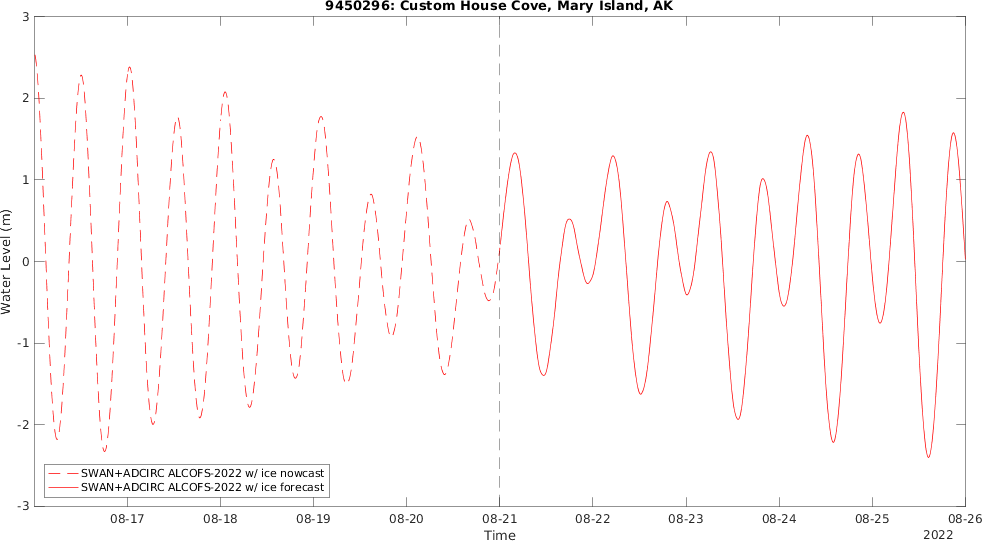 9450296: Custom House Cove, Mary Island, AK
3
2
1
0
-1
-2
-3
Water Level (m)
SWAN+ADCIRC ALCOFS-2022 w/ ice nowcast
SWAN+ADCIRC ALCOFS-2022 w/ ice forecast
08-17 08-18 08-19 08-20 08-21 08-22 08-23 08-24 08-25 08-26
Time
2022